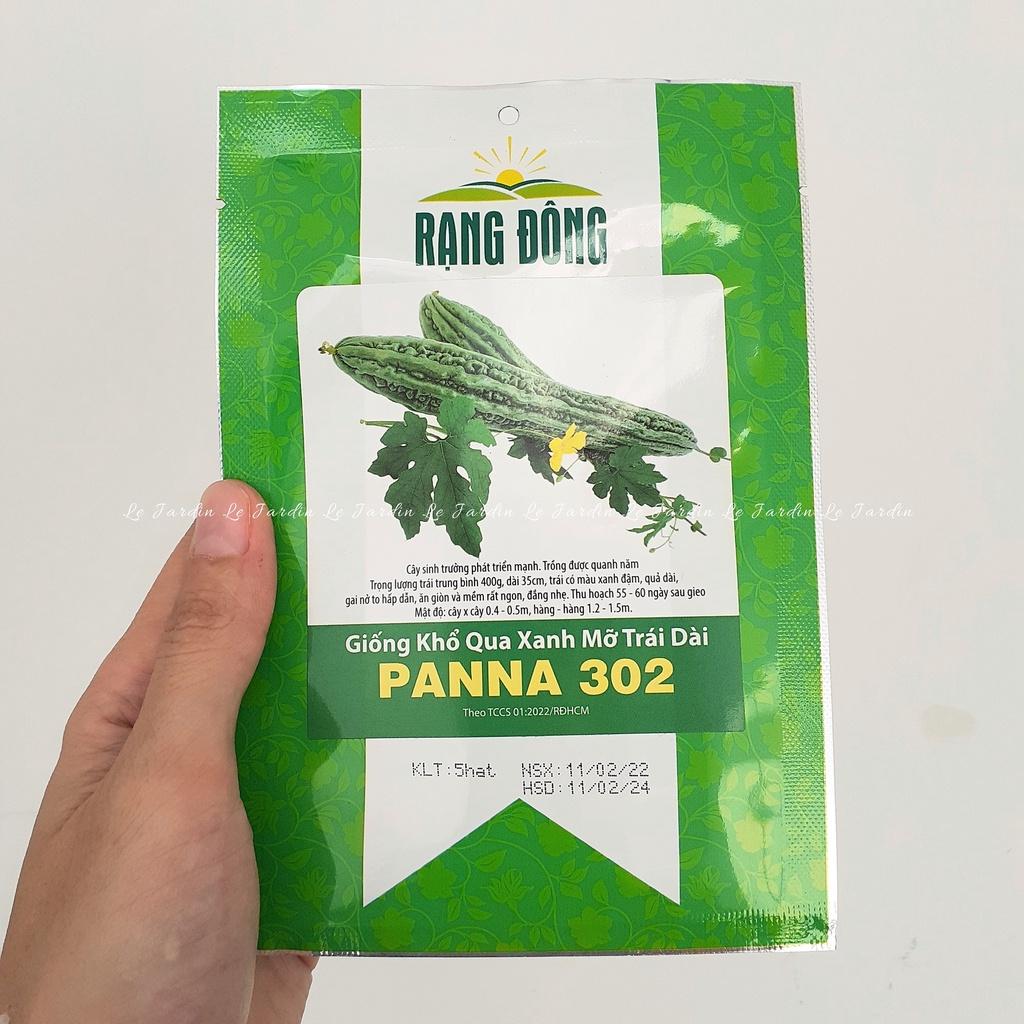 RẠNG ĐÔNG
Le Jardin Le Jardin Le Jardin Le Jardin Le Jardin Le Jardin Le Jardin Le Jardin
Cây sinh trưởng phát triển mạnh. Trồng được quanh năm
Trọng lượng trái trung bình 400g, dài 35cm, trái có màu xanh đậm, quả dài,
gai nở to hấp dẫn, ăn giòn và mềm rất ngon, đắng nhẹ. Thu hoạch 55 - 60 ngày sau gieo
Mật độ: cây x cây 0.4 - 0.5m, hàng - hàng 1.2 - 1.5m.
Giống Khổ Qua Xanh Mỡ Trái Dài
PANNA 302
Theo TCCS 01:2022/RĐHCM
KLT:5hat NSX:11/02/22
HSD:11/02/24